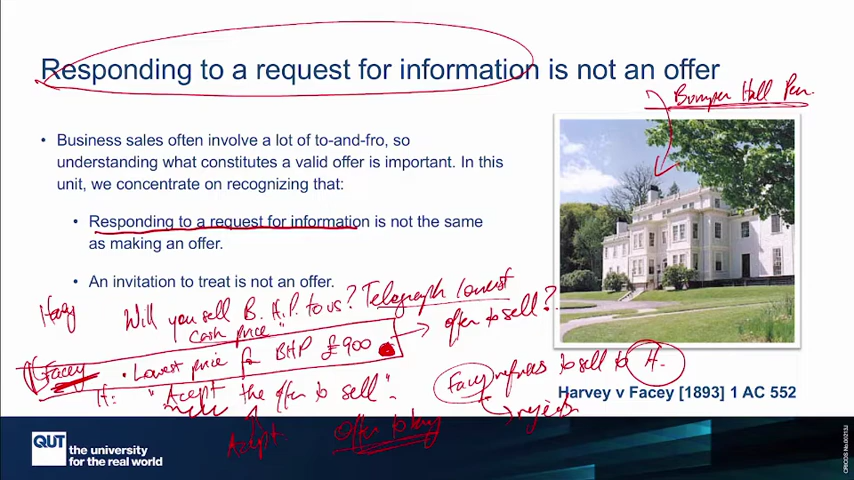 Responding to a request for information is not an offer
Bumper Hall Pen.
• Business sales often involve a lot of to-and-fro, so
understanding what constitutes a valid offer is important. In this
unit, we concentrate on recognizing that:
• Responding to a request for information is not the same
as making an offer.
• An invitation to treat is not an offer.
Will you sell B.H.P to us? Telegraph lowest
cash price"
offer to sell?
Facey • Lowest price for BHP £900
Facey refuses to sell to H.
H: "Accept the offer to sell".
Harvey v Facey [1893] 1 AC 552
rejects
Accept
Offer to buy
QUT
the university
for the real world
CRICOS No.00213J